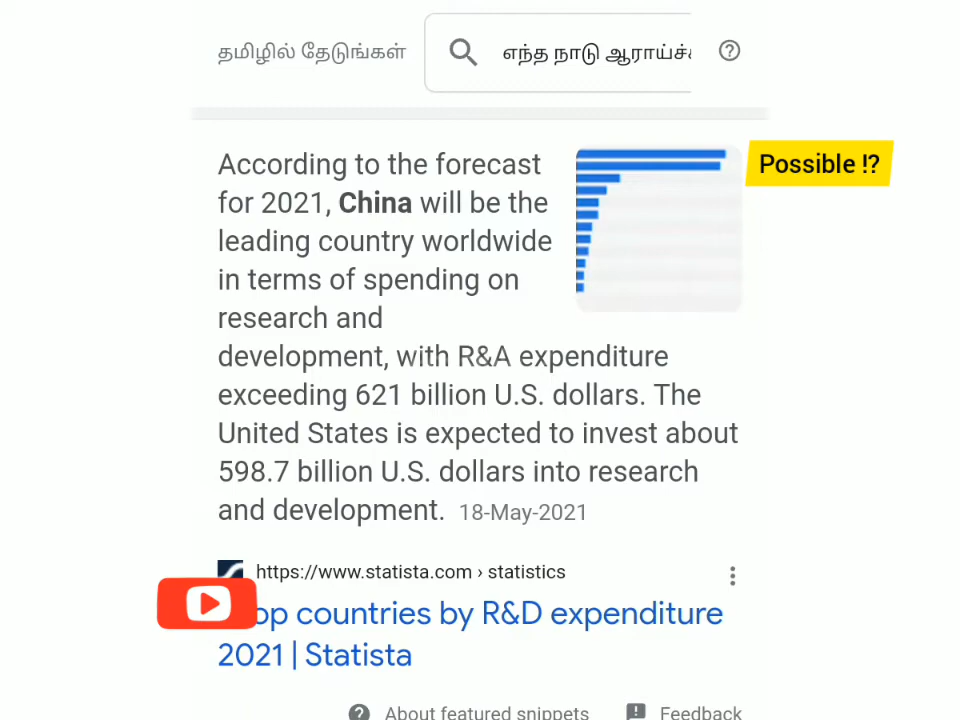 தமிழில் தேடுங்கள்
எந்த நாடு
Possible !?
According to the forecast
for 2021, China will be the
leading country worldwide
in terms of spending on
research and
development, with R&A expenditure
exceeding 621 billion U.S. dollars. The
United States is expected to invest about
598.7 billion U.S. dollars into research
and development. 18-May-2021
https://www.statista.com › statistics
op countries by R&D expenditure
2021 | Statista
About featured snippets
Feedback